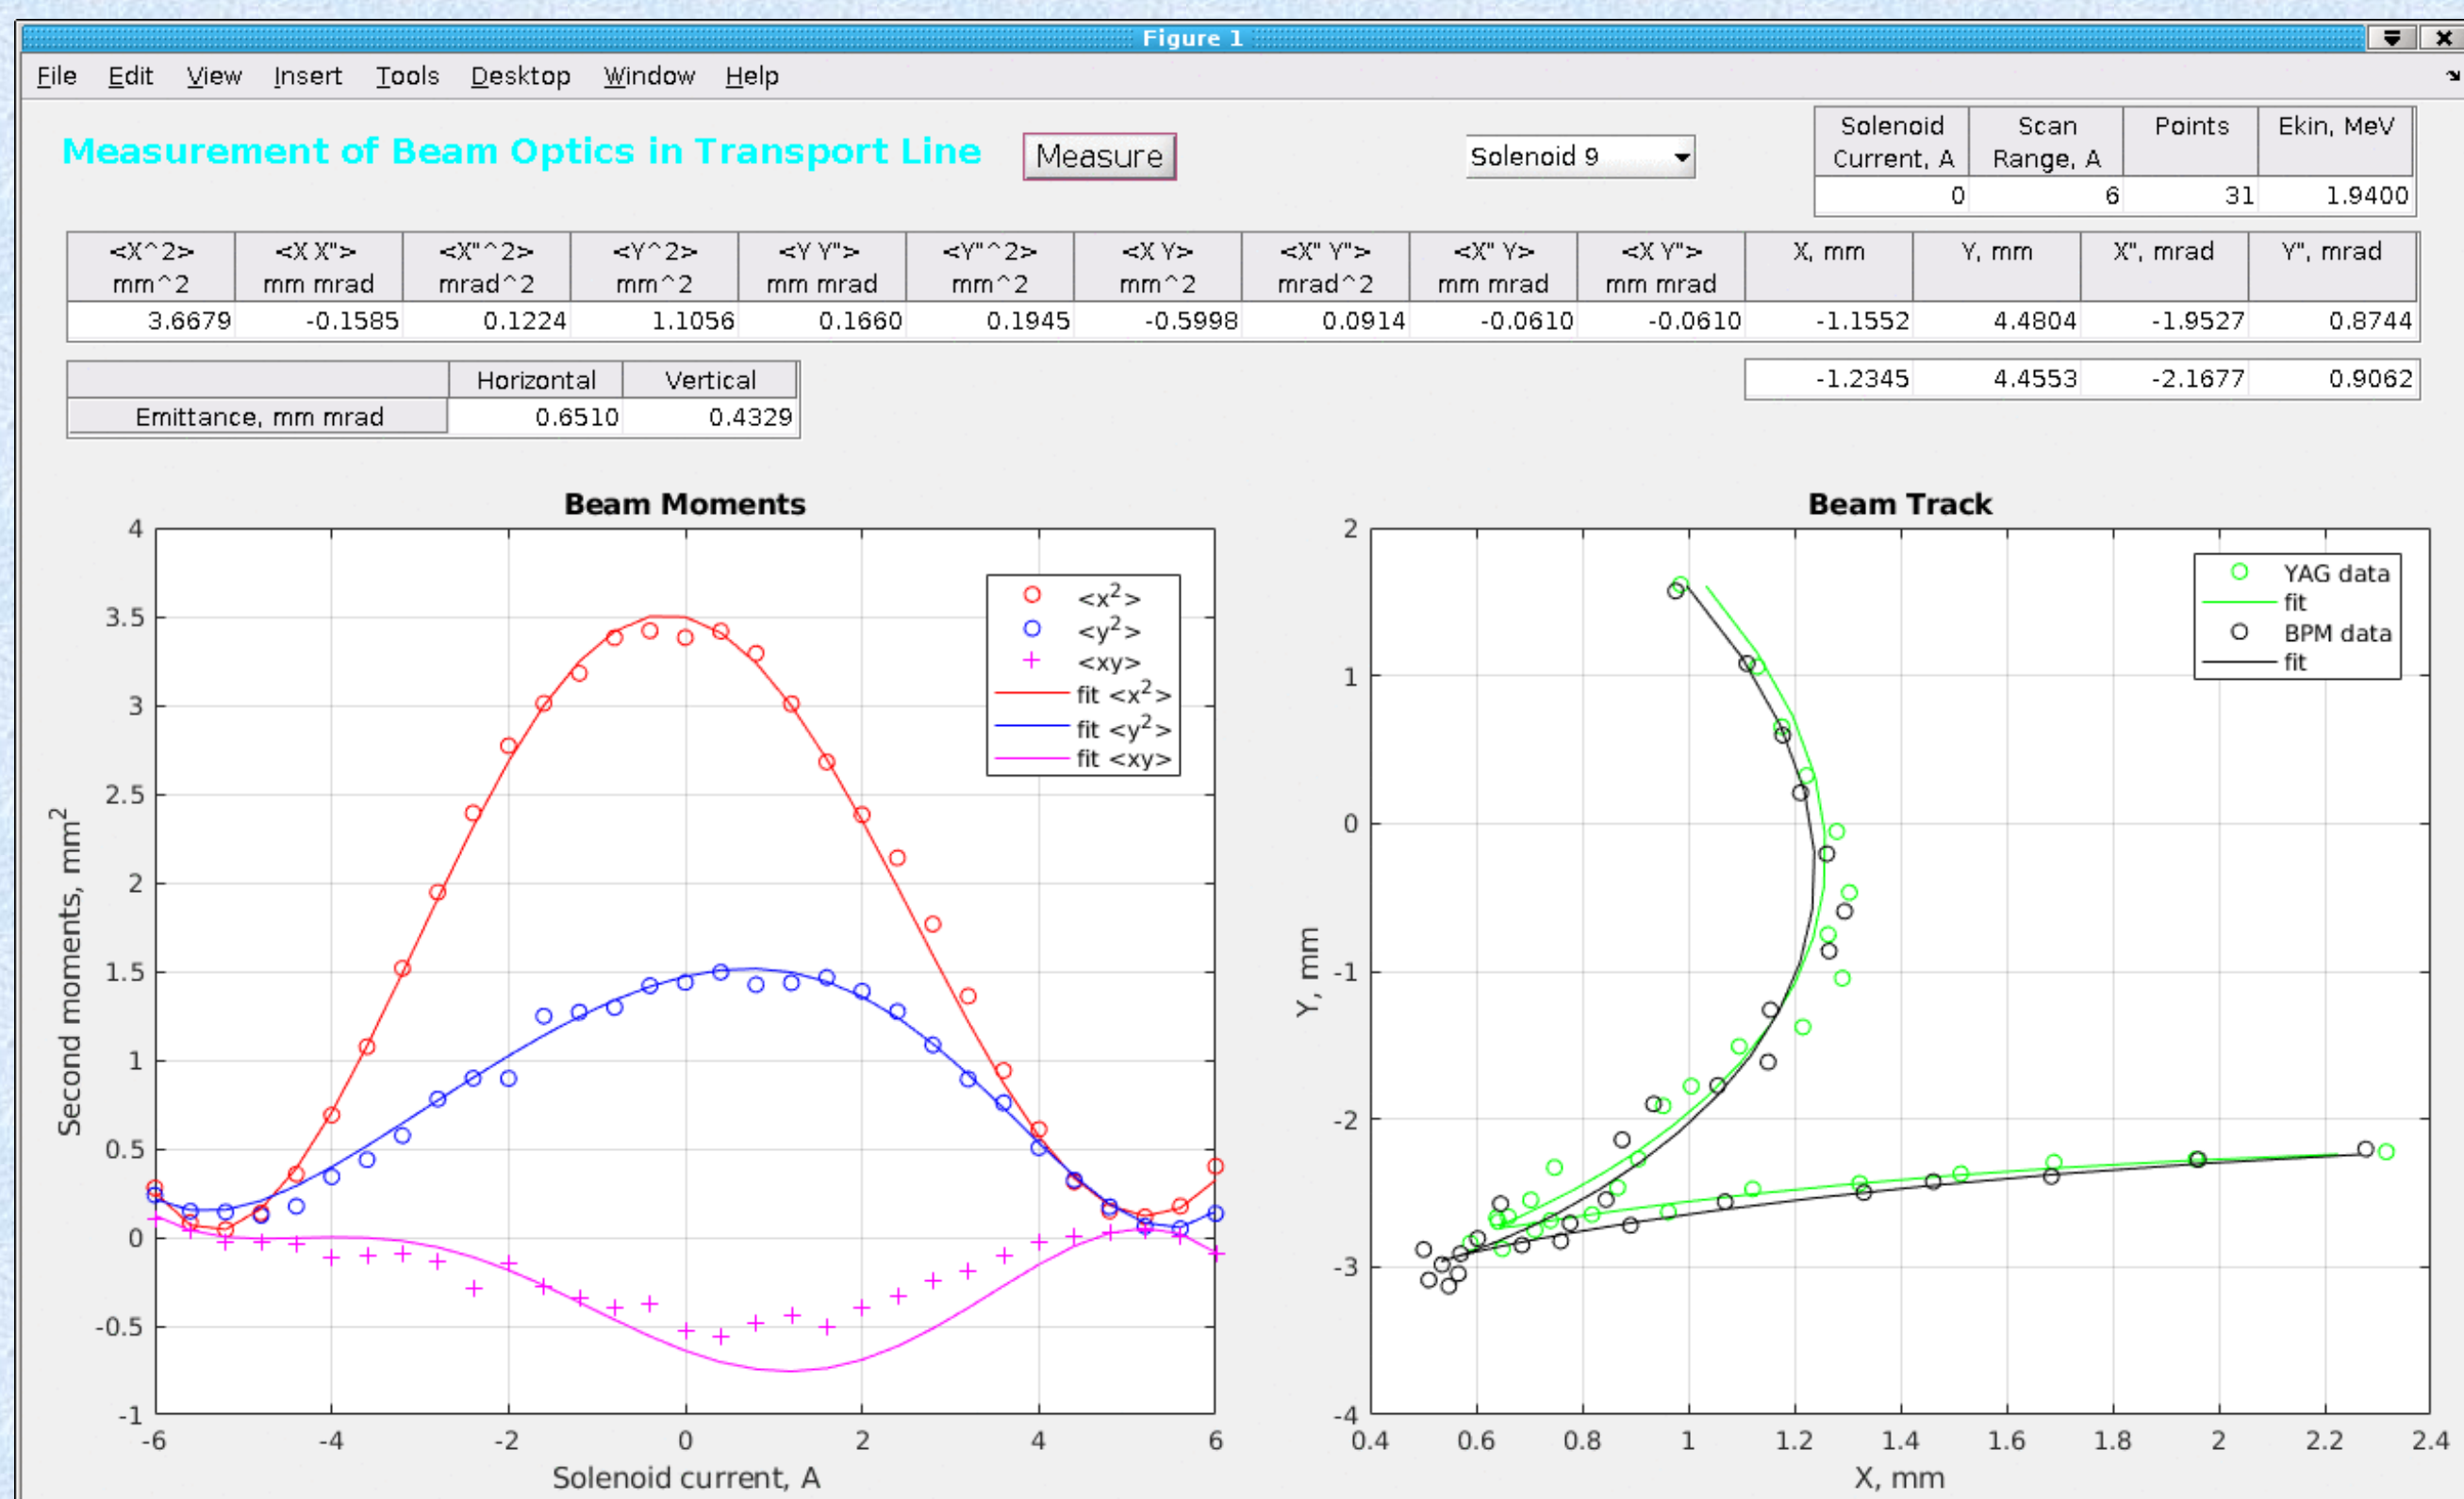 Figure 1
File Edit View Insert Tools Desktop Window Help
Measurement of Beam Optics in Transport Line
Measure
Solenoid 9
Solenoid Current, A Scan Range, A Points Ekin, MeV
0 6 31 1.9400
<X^2> <X X"> <X"^2> <Y^2> <Y Y"> <Y"^2> <X Y> <X" Y"> <X" Y> <X Y"> X, mm Y, mm X", mrad Y", mrad
mm^2 mm mrad mrad^2 mm^2 mm mrad mm^2 mm^2 mrad^2 mm mrad mm mrad
3.6679 -0.1585 0.1224 1.1056 0.1660 0.1945 -0.5998 0.0914 -0.0610 -0.0610 -1.1552 4.4804 -1.9527 0.8744
-1.2345 4.4553 -2.1677 0.9062
Horizontal Vertical
Emittance, mm mrad 0.6510 0.4329
Beam Moments
4
3.5
3
2.5
2
1.5
1
0.5
0
-0.5
-1
Second moments, mm²
-6 -4 -2 0 2 4 6
Solenoid current, A
<x²>
<y²>
<xy>
fit <x²>
fit <y²>
fit <xy>
Beam Track
2
1
0
-1
-2
-3
-4
Y, mm
0.4 0.6 0.8 1 1.2 1.4 1.6 1.8 2 2.2 2.4
X, mm
YAG data
fit
BPM data
fit